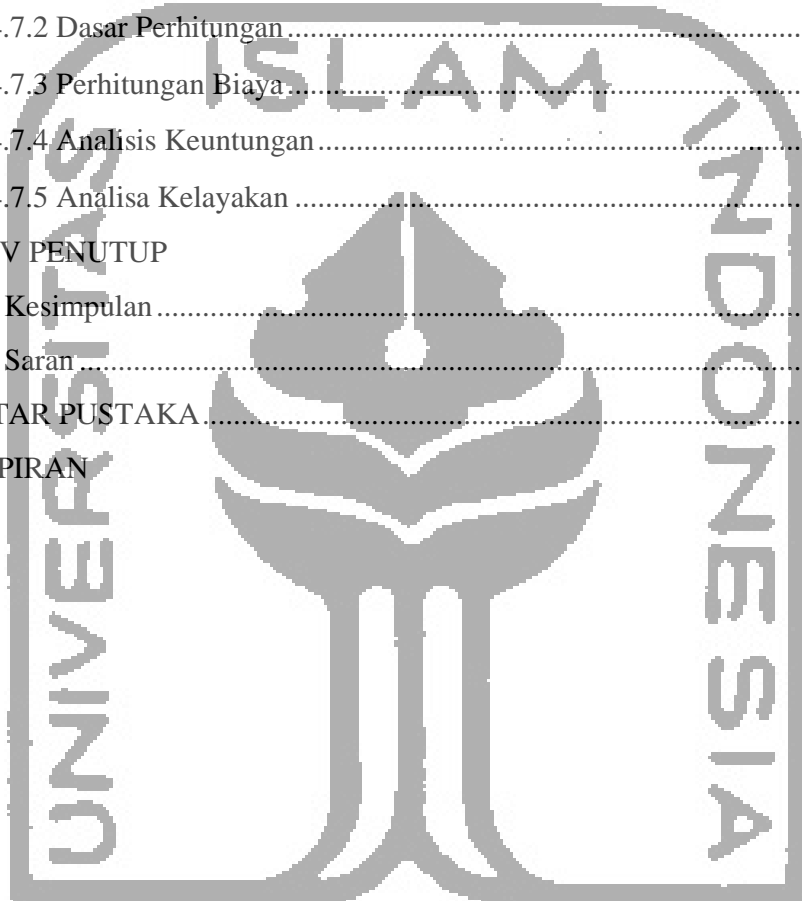 .7.2 Dasar Perhitungan
.7.3 Perhitungan Biaya
.7.4 Analisis Keuntungan
.7.5 Analisa Kelayakan
V PENUTUP
Kesimpulan
Saran
TAR PUSTAKA
PIRAN
UNIVERSITAS
ISLAM
INDONESIA